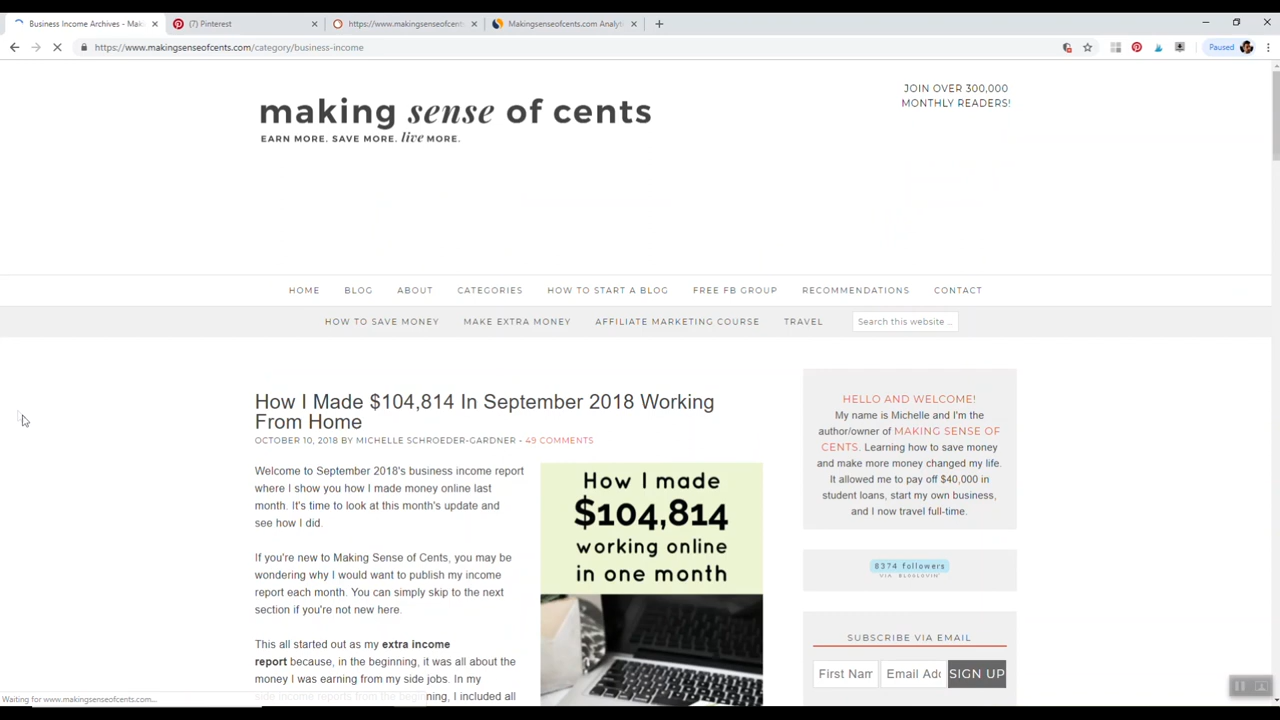 Business Income Archives - Mak
(7) Pinterest
https://www.makingsenseofcents
Makingsenseofcents.com Analyt
Paused
https://www.makingsenseofcents.com/category/business-income
JOIN OVER 300,000
MONTHLY READERS!
making sense of cents
EARN MORE. SAVE MORE. live MORE.
HOME BLOG ABOUT CATEGORIES HOW TO START A BLOG FREE FB GROUP RECOMMENDATIONS CONTACT
HOW TO SAVE MONEY MAKE EXTRA MONEY AFFILIATE MARKETING COURSE TRAVEL Search this website ...
How I Made $104,814 In September 2018 Working
From Home
OCTOBER 10, 2018 BY MICHELLE SCHROEDER-GARDNER - 49 COMMENTS
Welcome to September 2018's business income report
where I show you how I made money online last
month. It's time to look at this month's update and
see how I did.
If you're new to Making Sense of Cents, you may be
wondering why I would want to publish my income
report each month. You can simply skip to the next
section if you're not new here.
This all started out as my extra income
report because, in the beginning, it was all about the
money I was earning from my side jobs. In my
side income reports from the beginning, I included all
How I made
$104,814
working online
in one month
HELLO AND WELCOME!
My name is Michelle and I'm the
author/owner of MAKING SENSE OF
CENTS. Learning how to save money
and make more money changed my life.
It allowed me to pay off $40,000 in
student loans, start my own business,
and I now travel full-time.
8374 followers
VIA BLOGLOVIN'
SUBSCRIBE VIA EMAIL
First Nam Email Adc SIGN UP
Waiting for www.makingsenseofcents.com...